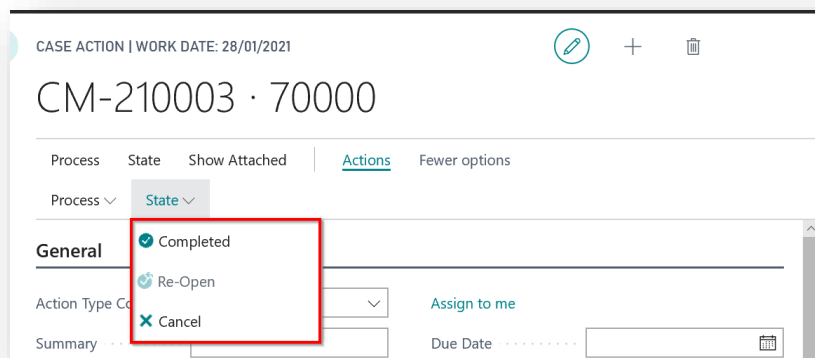 CASE ACTION | WORK DATE: 28/01/2021
CM-210003 · 70000
Process State Show Attached Actions Fewer options
Process State
Completed
General
Re-Open
Action Type Co
Assign to me
Cancel
Summary
Due Date